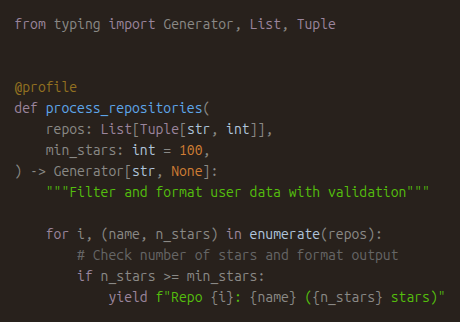 from typing import Generator, List, Tuple
@profile
def process_repositories(
    repos: List[Tuple[str, int]],
    min_stars: int = 100,
) -> Generator[str, None]:
    """Filter and format user data with validation"""
    for i, (name, n_stars) in enumerate(repos):
        # Check number of stars and format output
        if n_stars >= min_stars:
            yield f"Repo {i}: {name} ({n_stars} stars)"